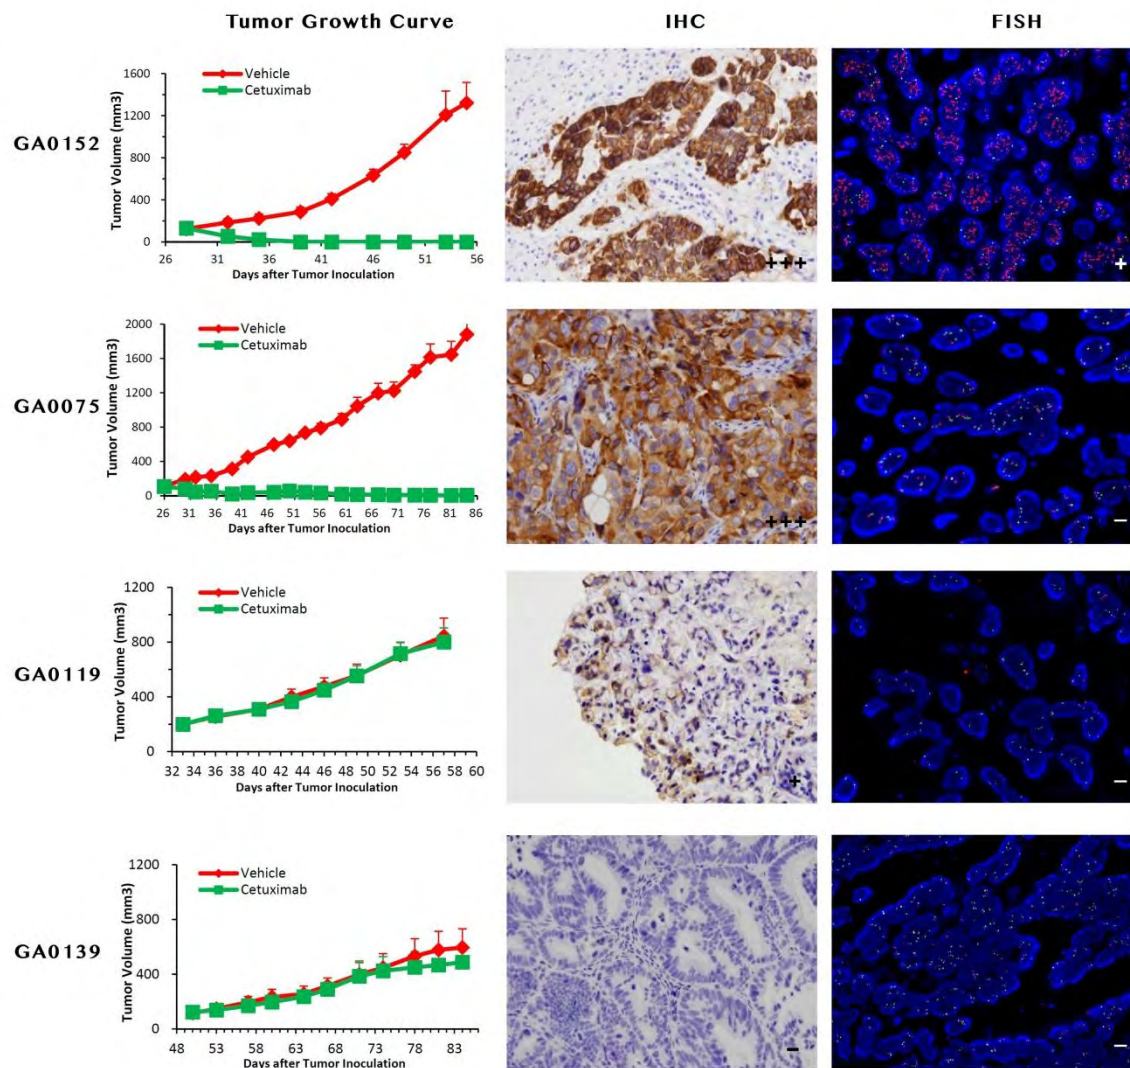 Tumor Growth Curve IHC FISH
GA0152
Tumor Volume (mm3)
1600
1200
800
400
0
Vehicle
Cetuximab
26 31 36 41 46 51 56
Days after Tumor Inoculation
+++
+
GA0075
Tumor Volume (mm3)
2000
1600
1200
800
400
0
Vehicle
Cetuximab
26 31 36 41 46 51 56 61 66 71 76 81 86
Days after Tumor Inoculation
+++
−
GA0119
Tumor Volume (mm3)
1200
800
400
0
Vehicle
Cetuximab
32 34 36 38 40 42 44 46 48 50 52 54 56 58 60
Days after Tumor Inoculation
+
−
GA0139
Tumor Volume (mm3)
1200
800
400
0
Vehicle
Cetuximab
48 53 58 63 68 73 78 83
Days after Tumor Inoculation
−
−